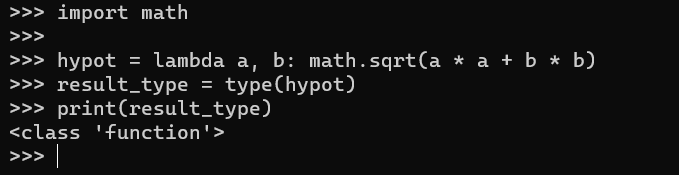 >>> import math
>>>
>>> hypot = lambda a, b: math.sqrt(a * a + b * b)
>>> result_type = type(hypot)
>>> print(result_type)
<class 'function'>
>>>